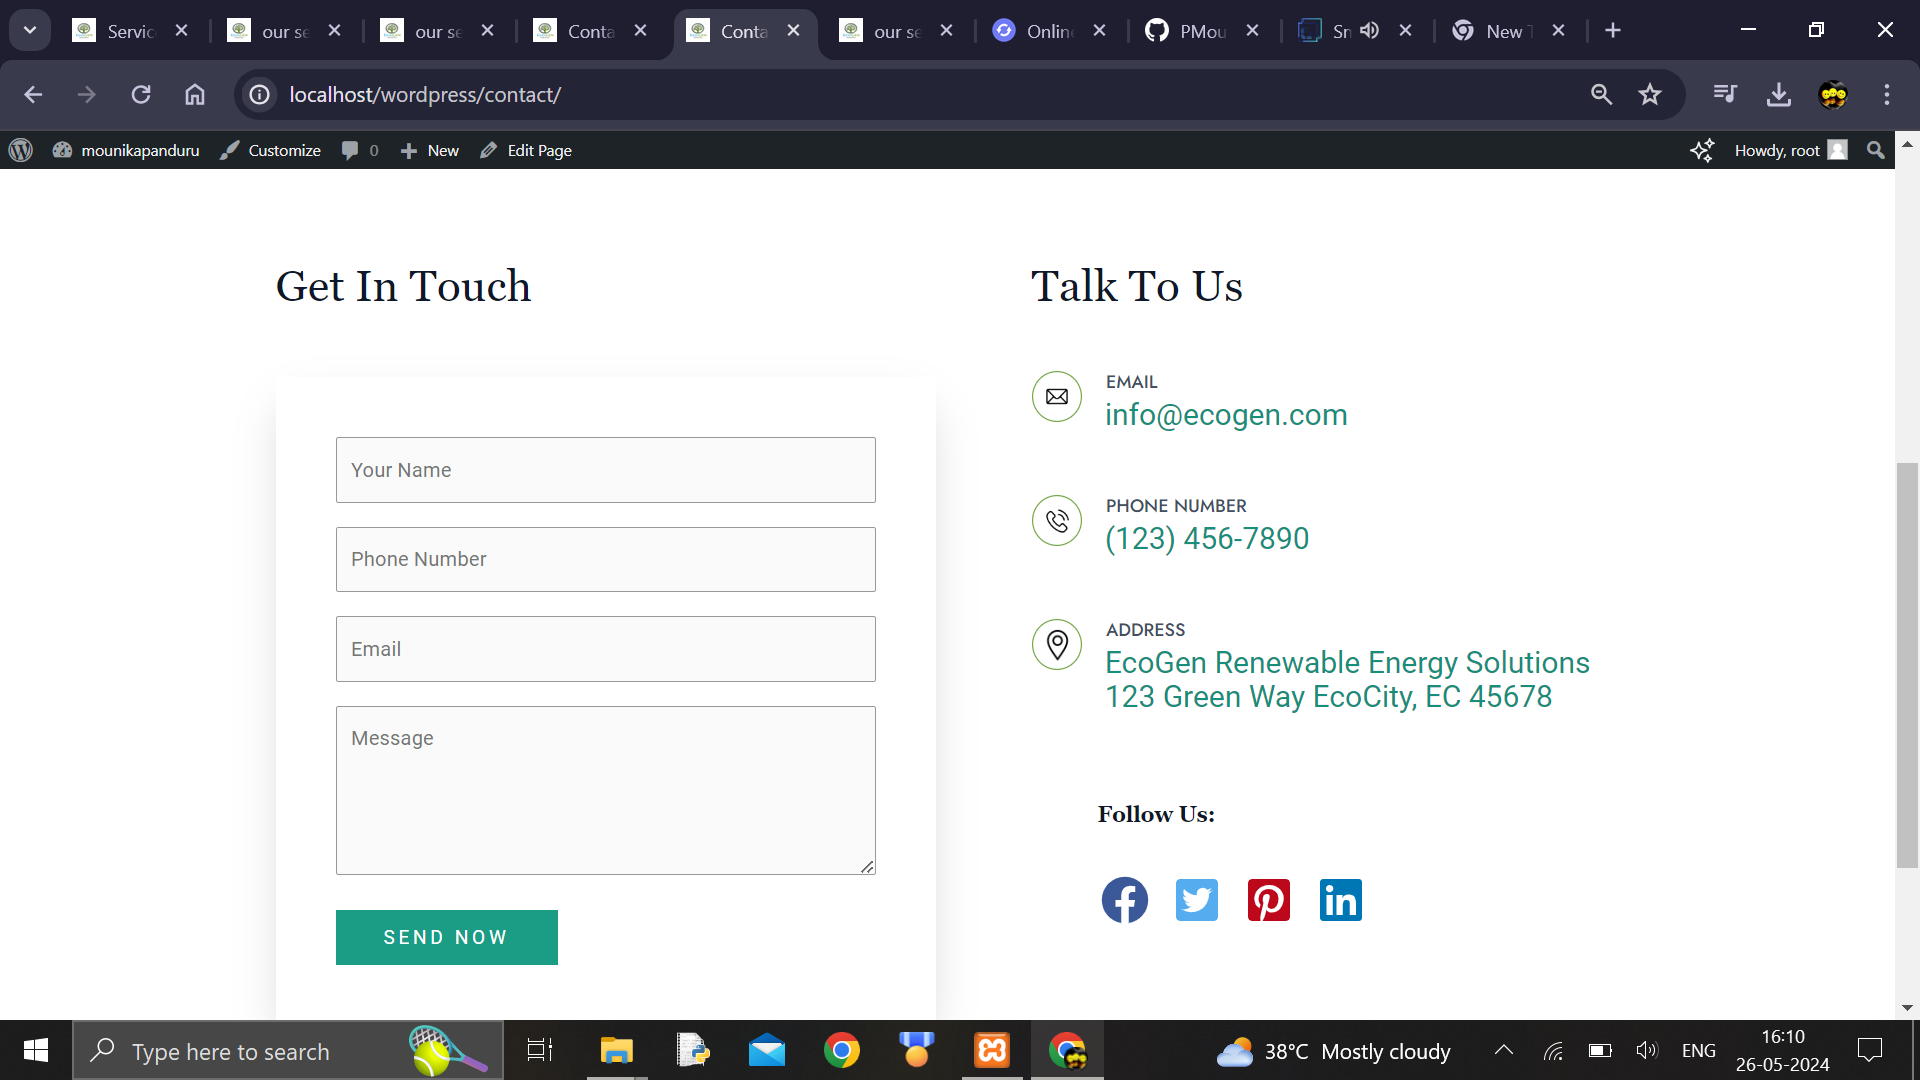 Servic
our se
our se
Conta
Conta
our se
Online
PMou
Sn
New T
localhost/wordpress/contact/
mounikapanduru Customize 0 New Edit Page Howdy, root
Get In Touch
Your Name
Phone Number
Email
Message
SEND NOW
Talk To Us
EMAIL
info@ecogen.com
PHONE NUMBER
(123) 456-7890
ADDRESS
EcoGen Renewable Energy Solutions
123 Green Way EcoCity, EC 45678
Follow Us:
Type here to search
38°C Mostly cloudy
ENG
16:10
26-05-2024